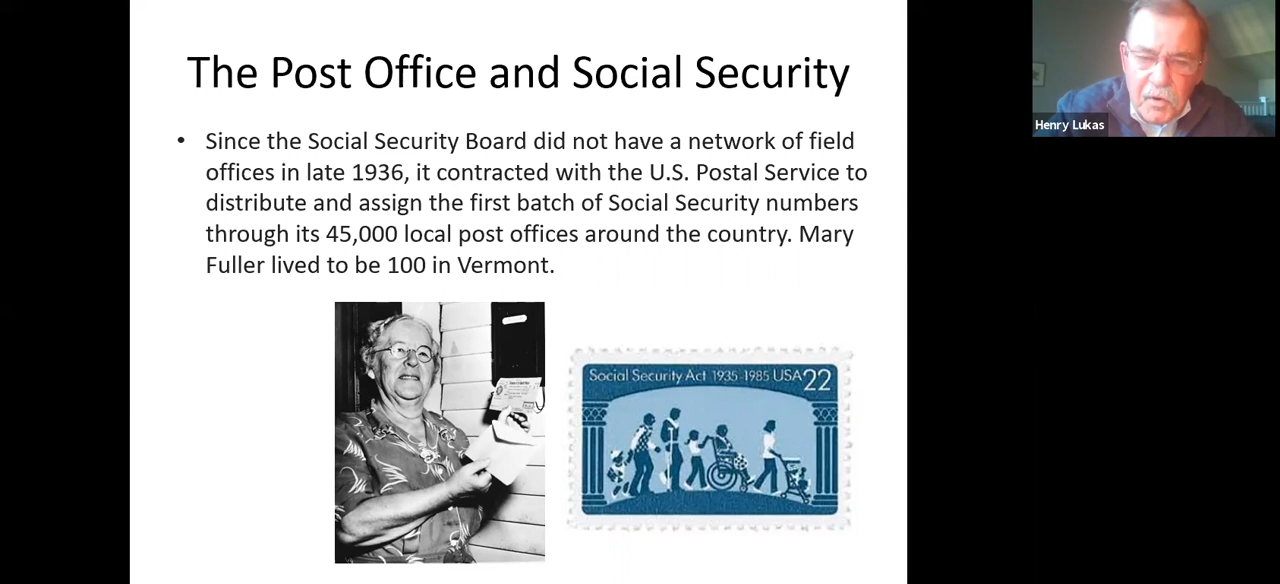 The Post Office and Social Security
• Since the Social Security Board did not have a network of field
offices in late 1936, it contracted with the U.S. Postal Service to
distribute and assign the first batch of Social Security numbers
through its 45,000 local post offices around the country. Mary
Fuller lived to be 100 in Vermont.
Social Security Act 1935-1985 USA 22
Henry Lukas